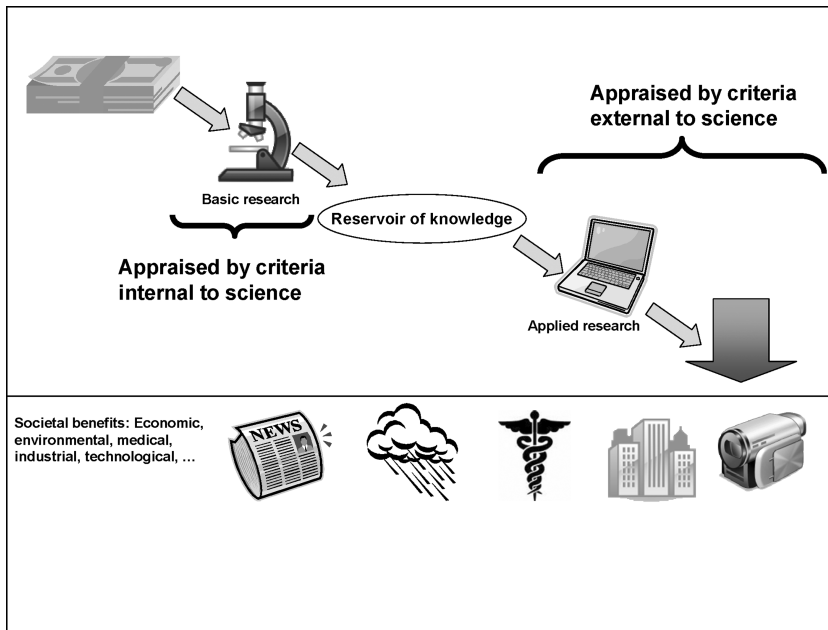 Appraised by criteria
external to science
Basic research
Reservoir of knowledge
Appraised by criteria
internal to science
Applied research
Societal benefits: Economic,
environmental, medical,
industrial, technological, …
NEWS